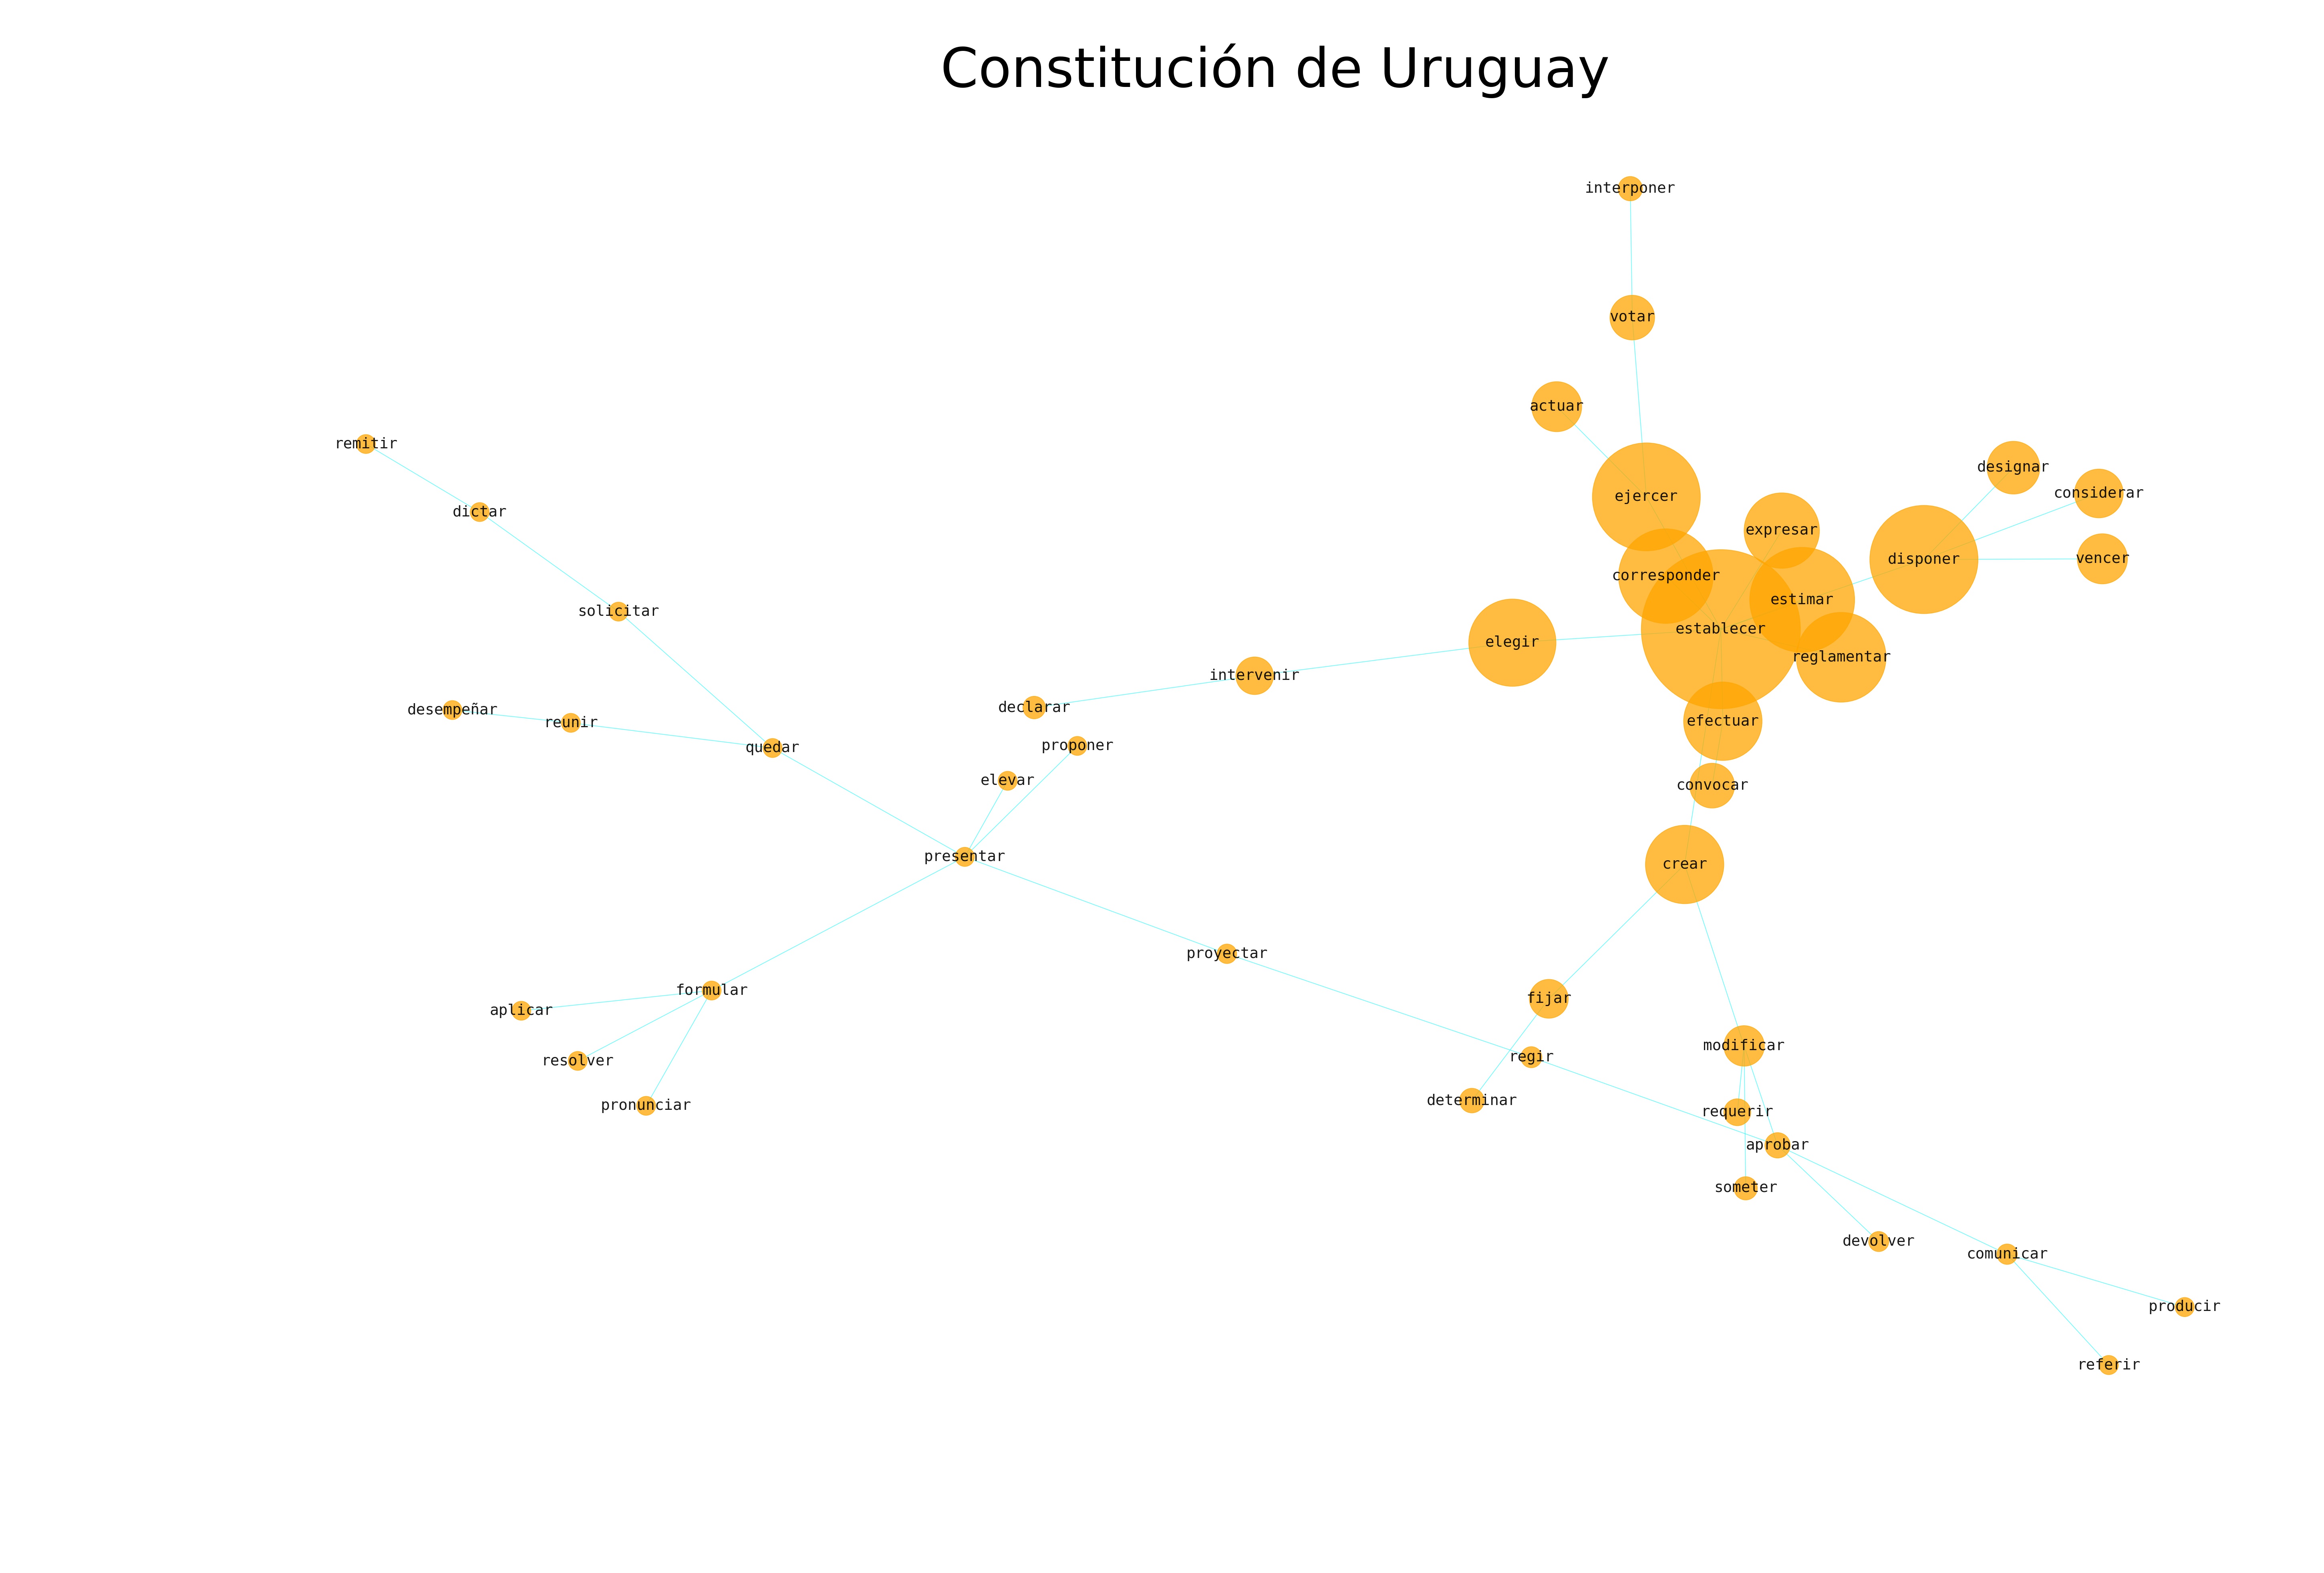 Constitución de Uruguay
interponer
votar
actuar
remitir
designar
considerar
ejercer
dictar
expresar
vencer
disponer
corresponder
estimar
solicitar
establecer
elegir
reglamentar
intervenir
declarar
desempeñar
efectuar
reunir
proponer
quedar
elevar
convocar
presentar
crear
proyectar
formular
fijar
aplicar
modificar
regir
resolver
determinar
pronunciar
requerir
aprobar
someter
devolver
comunicar
producir
referir